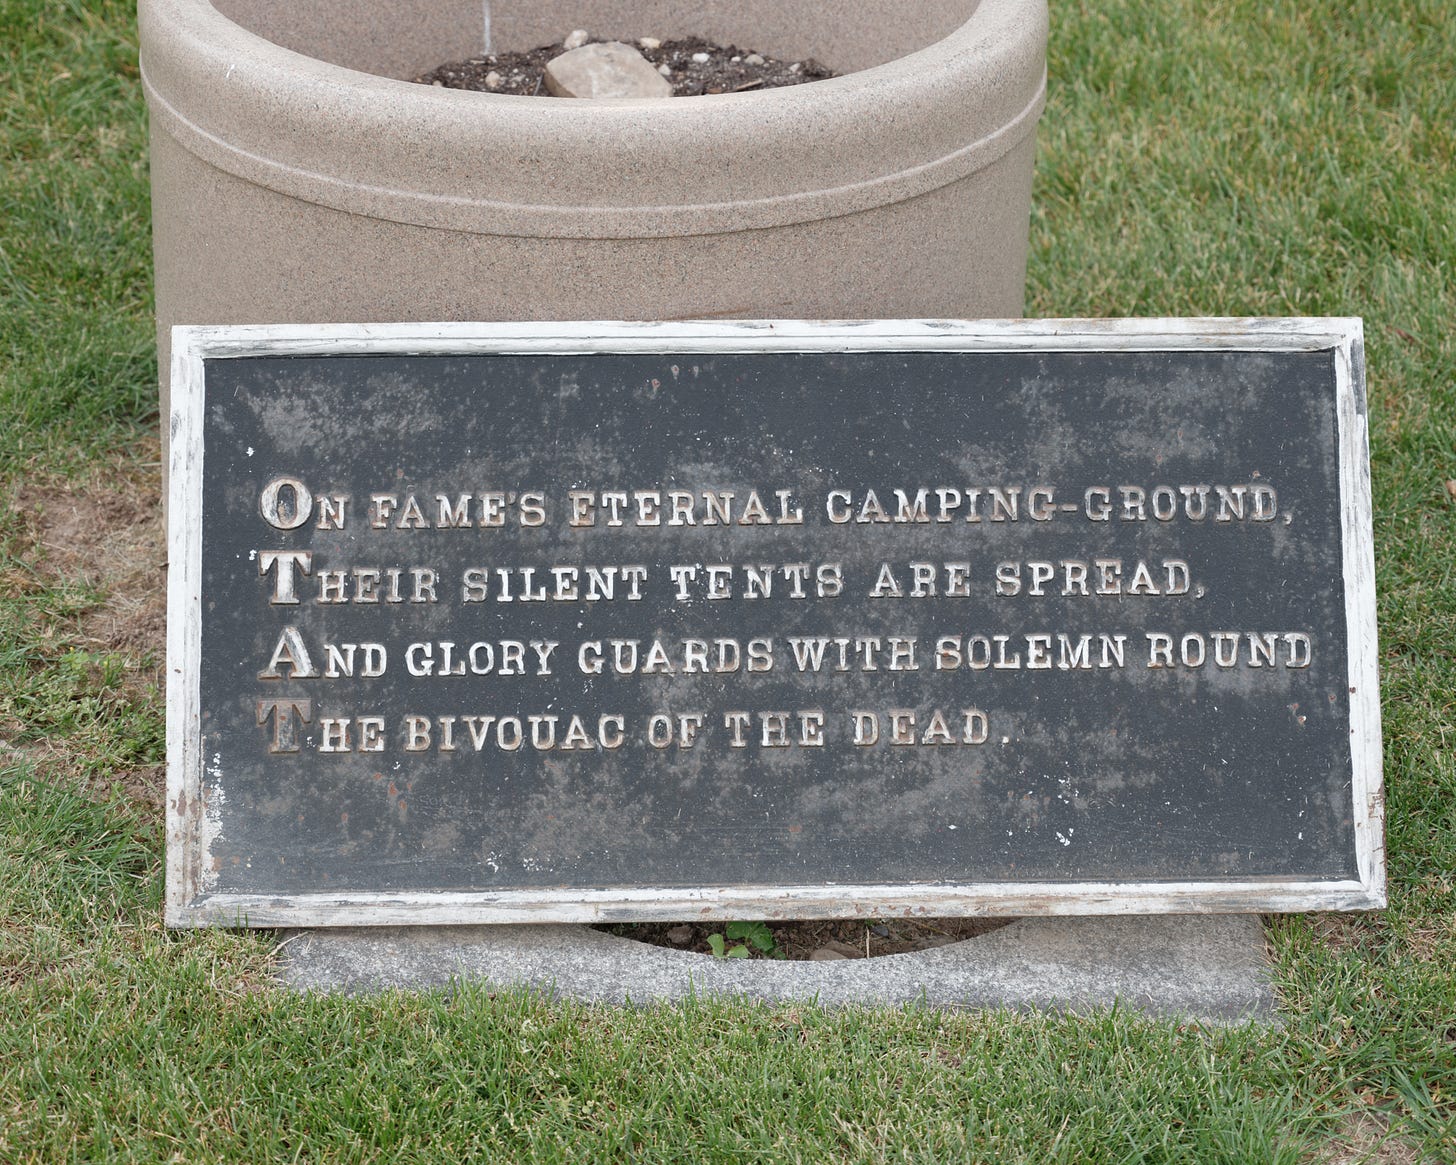 On fame's eternal camping-ground,
Their silent tents are spread,
And glory guards with solemn round
The bivouac of the dead.